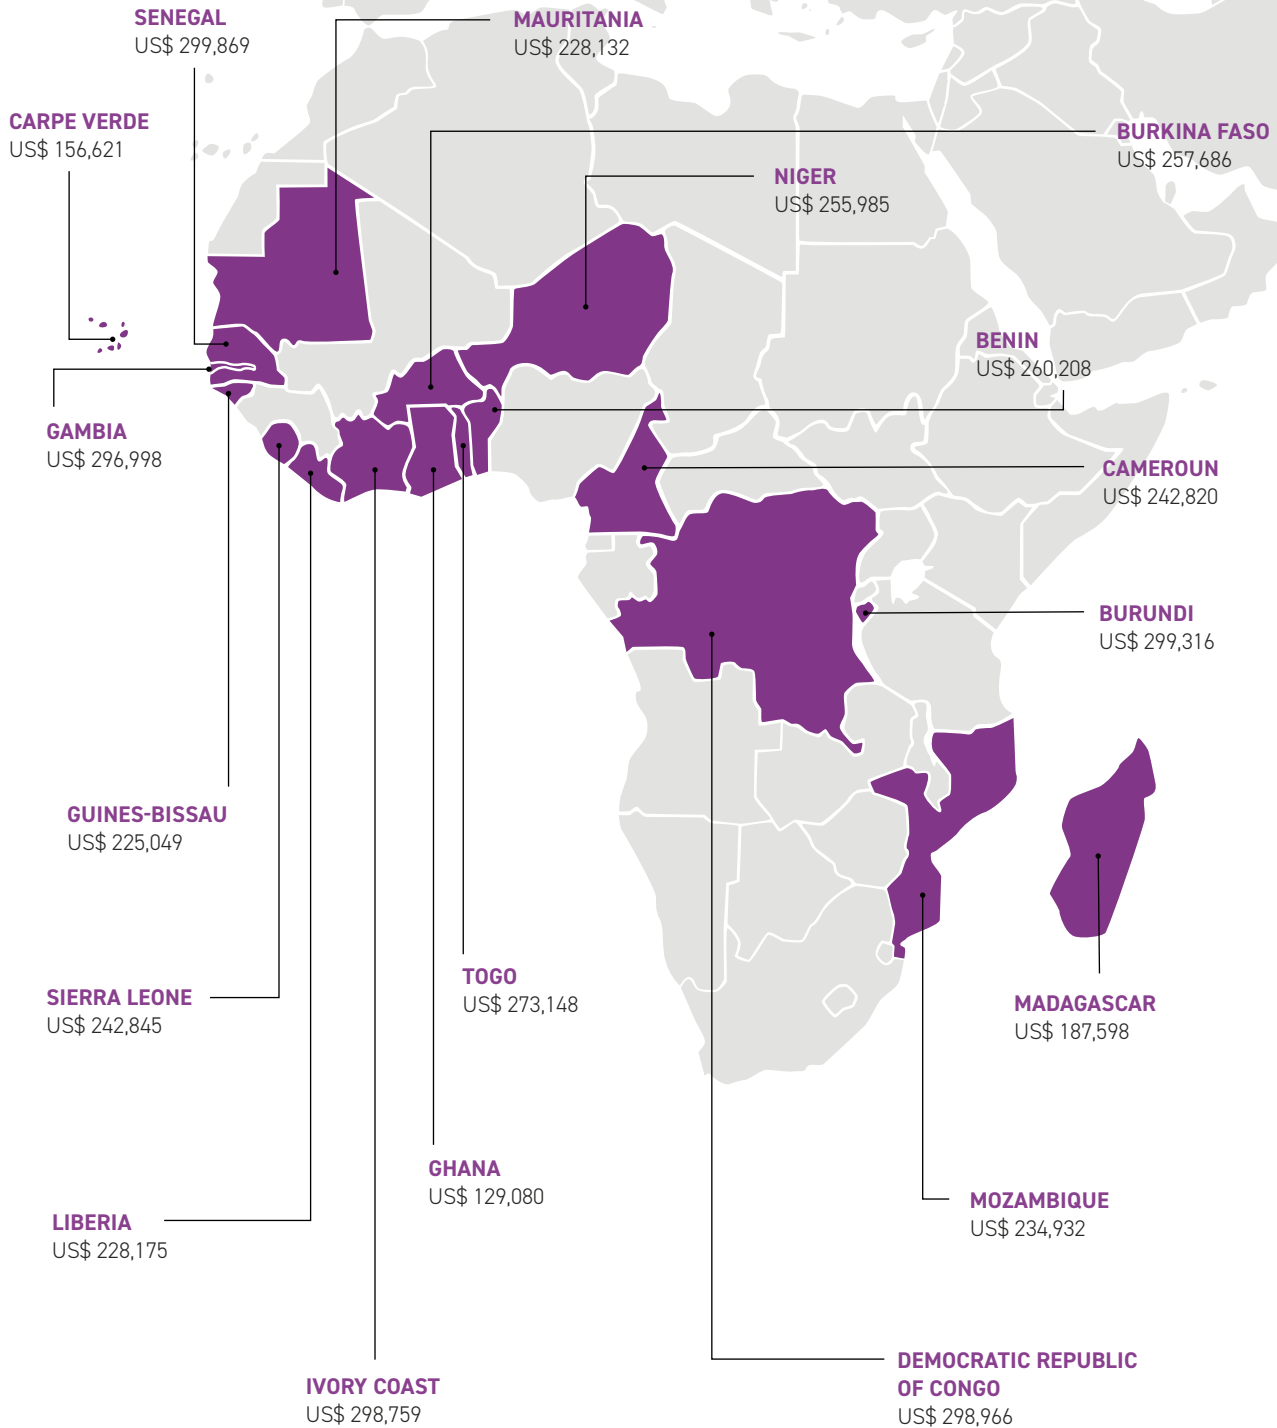 SENEGAL
US$ 299,869
MAURITANIA
US$ 228,132
CARPE VERDE
US$ 156,621
BURKINA FASO
US$ 257,686
NIGER
US$ 255,985
BENIN
US$ 260,208
GAMBIA
US$ 296,998
CAMEROUN
US$ 242,820
BURUNDI
US$ 299,316
GUINES-BISSAU
US$ 225,049
TOGO
US$ 273,148
SIERRA LEONE
US$ 242,845
MADAGASCAR
US$ 187,598
GHANA
US$ 129,080
MOZAMBIQUE
US$ 234,932
LIBERIA
US$ 228,175
DEMOCRATIC REPUBLIC
OF CONGO
US$ 298,966
IVORY COAST
US$ 298,759